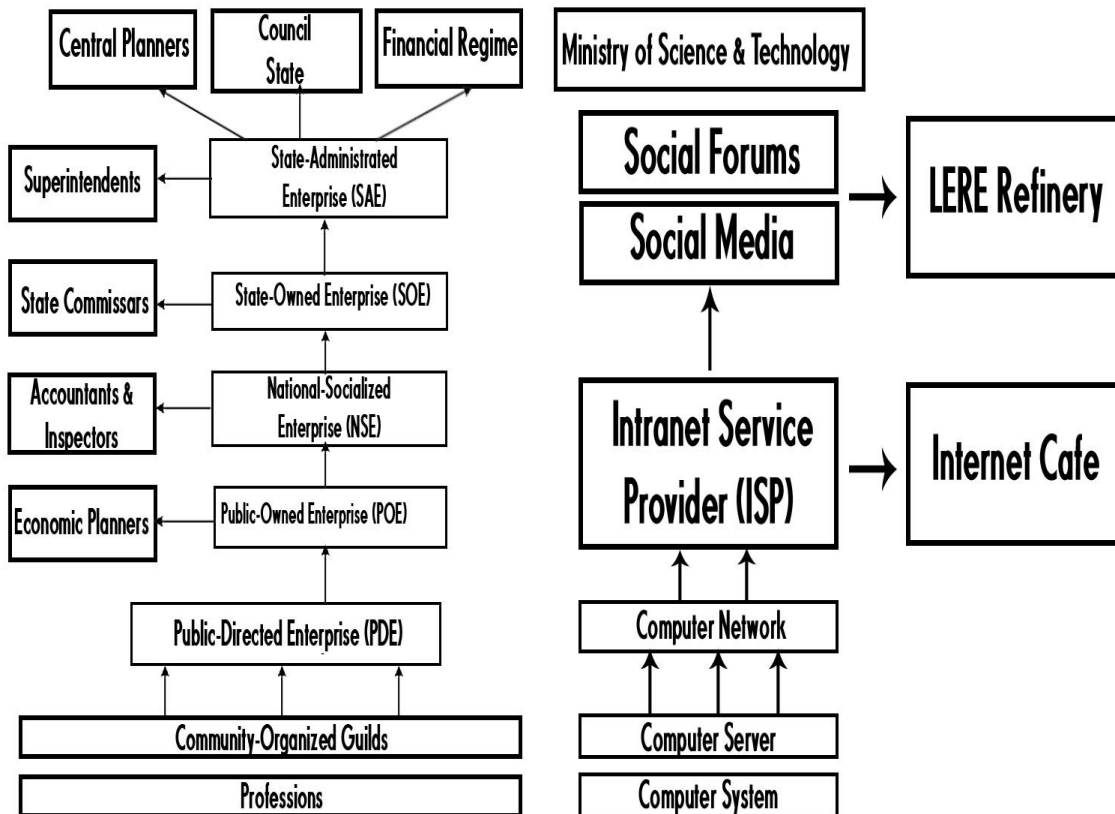 Central Planners
Council
State
Financial Regime
State-Administrated
Enterprise (SAE)
Superintendents
State-Owned Enterprise (SOE)
State Commissars
National-Socialized
Enterprise (NSE)
Accountants &
Inspectors
Public-Owned Enterprise (POE)
Economic Planners
Public-Directed Enterprise (PDE)
Community-Organized Guilds
Professions
Ministry of Science & Technology
Social Forums
Social Media
LERE Refinery
Intranet Service
Provider (ISP)
Internet Cafe
Computer Network
Computer Server
Computer System